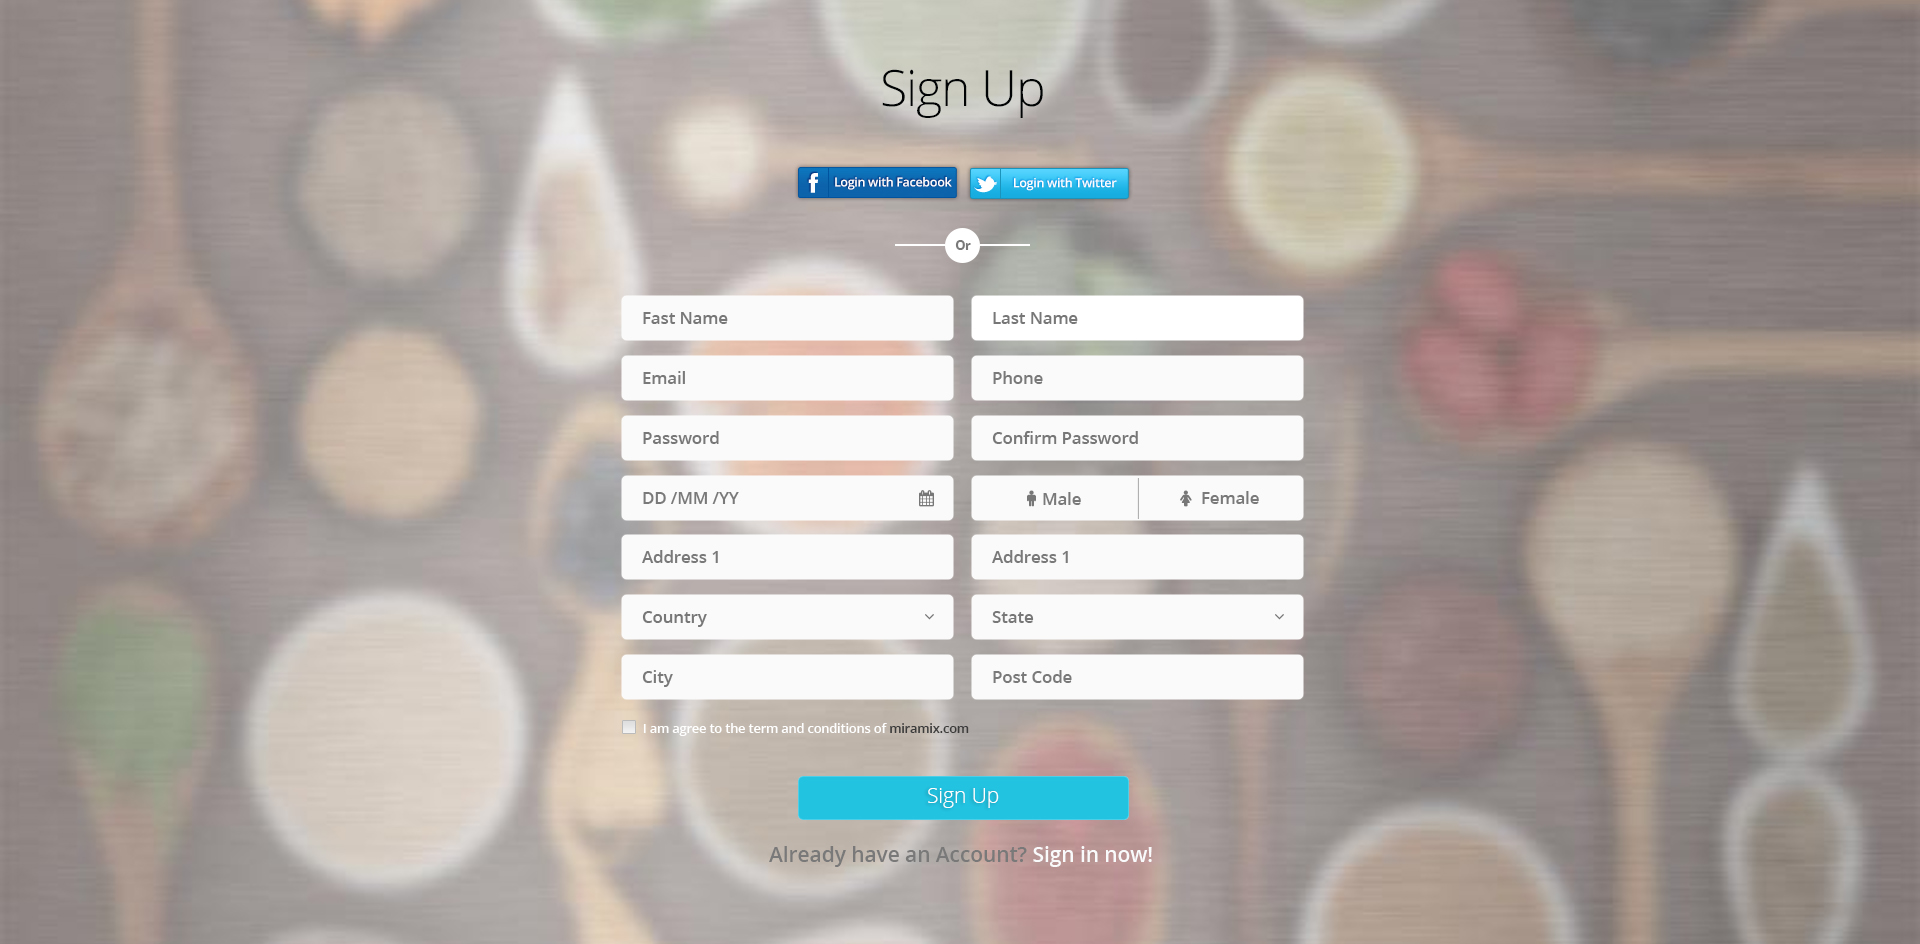 Sign Up
f Login with Facebook Login with Twitter
Or
Fast Name Last Name
Email Phone
Password Confirm Password
DD /MM /YY Male Female
Address 1 Address 1
Country State
City Post Code
I am agree to the term and conditions of miramix.com
Sign Up
Already have an Account? Sign in now!